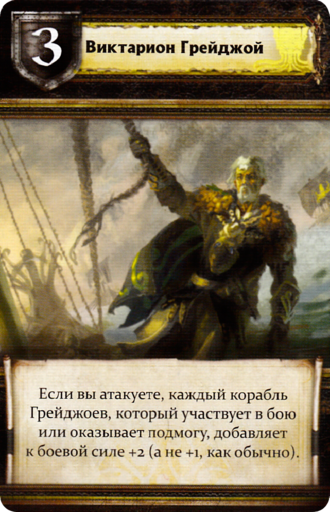 3
Виктарион Грейджой
Если вы атакуете, каждый корабль
Грейджоев, который участвует в бою
или оказывает подмогу, добавляет
к боевой силе +2 (а не +1, как обычно).